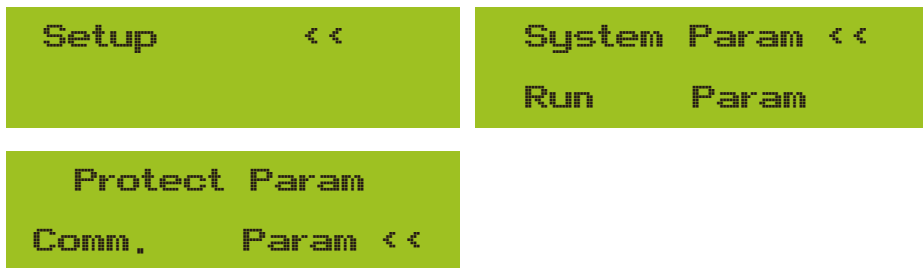 Setup <<
System Param <<
Run Param
Protect Param
Comm. Param <<